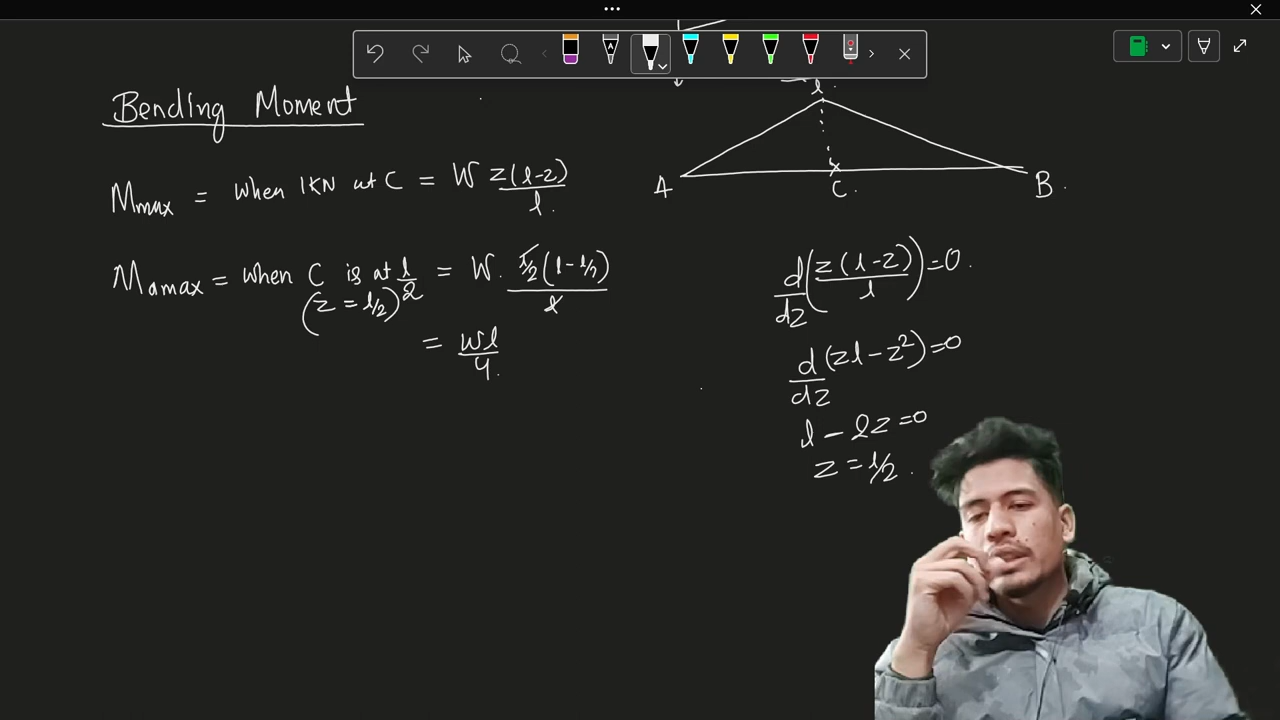 Bending Moment
l.
A
C.
B.
Mmax = when 1KN at C = W z(l-z)/l.
Mamax = when C is at l/2 = W. l/2(l-l/2)/l
(z = l/2)
= wl/4.
d/dz (z(l-z)/l) = 0.
d/dz (zl-z²) = 0
l - 2z = 0
z = l/2.